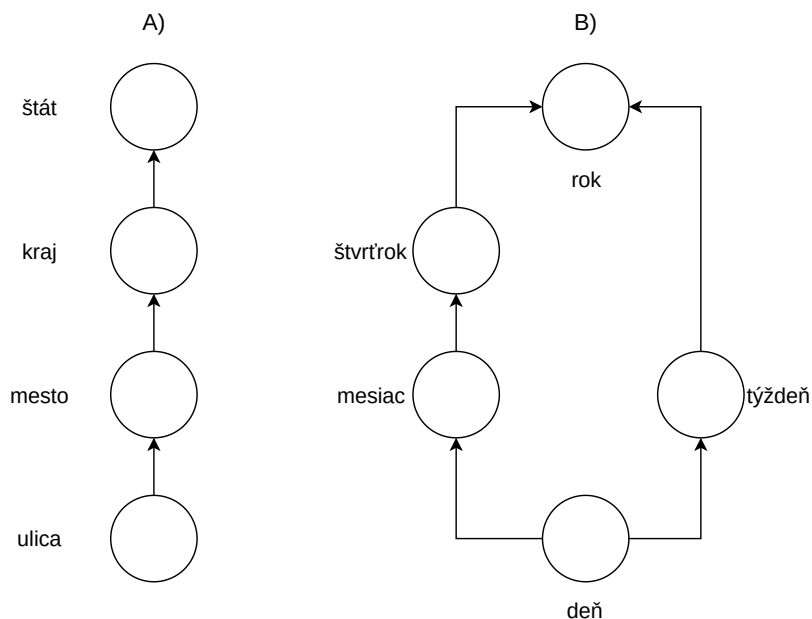 A)
štát
kraj
mesto
ulica
B)
rok
štvrťrok
mesiac
týždeň
deň